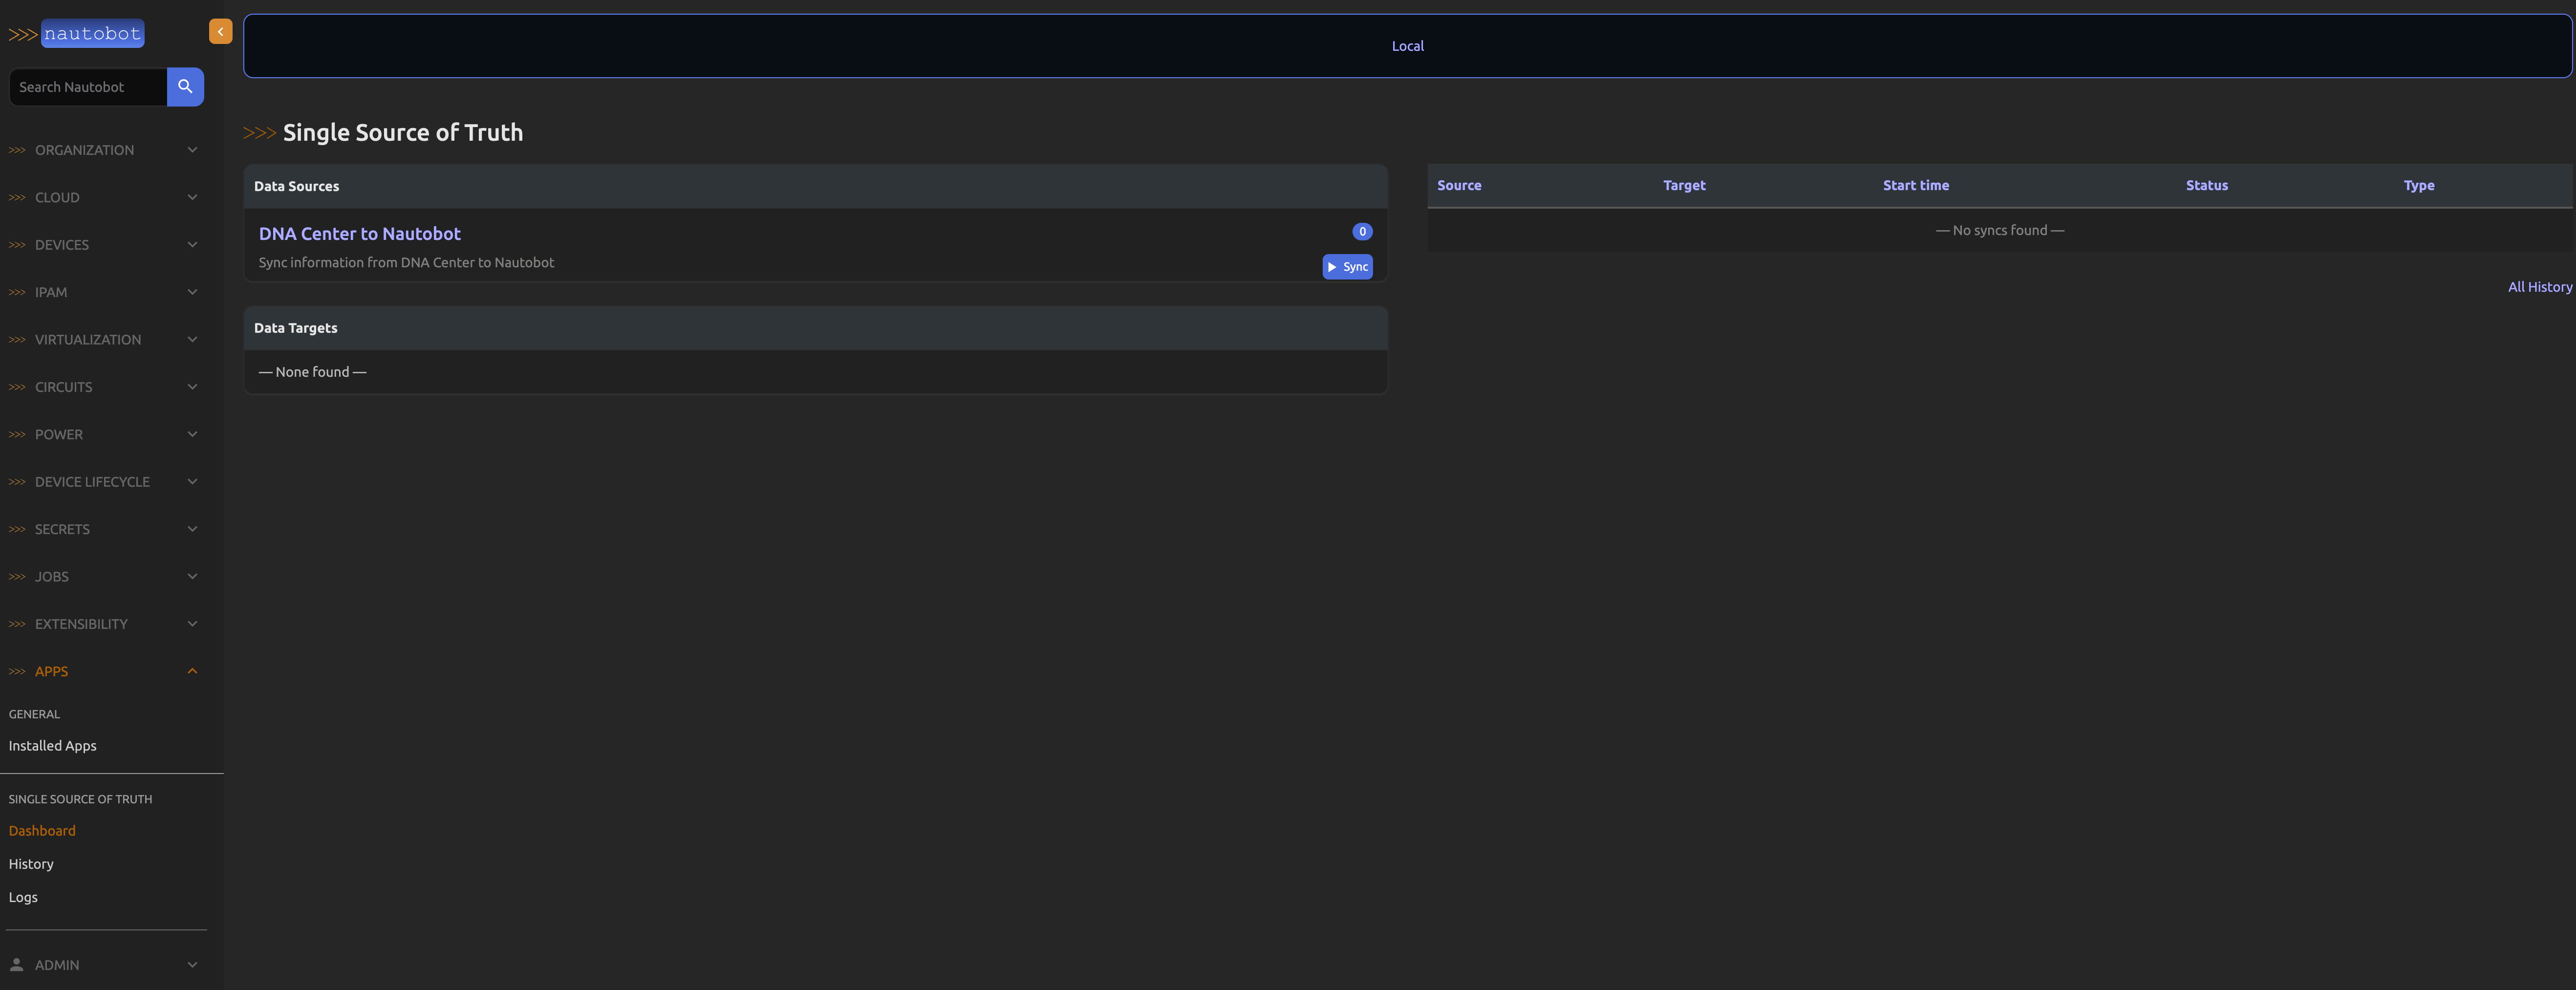 >>> nautobot
Search Nautobot
>>> ORGANIZATION
>>> CLOUD
>>> DEVICES
>>> IPAM
>>> VIRTUALIZATION
>>> CIRCUITS
>>> POWER
>>> DEVICE LIFECYCLE
>>> SECRETS
>>> JOBS
>>> EXTENSIBILITY
>>> APPS
GENERAL
Installed Apps
SINGLE SOURCE OF TRUTH
Dashboard
History
Logs
ADMIN
Local
>>> Single Source of Truth
Data Sources
DNA Center to Nautobot 0
Sync information from DNA Center to Nautobot Sync
Data Targets
— None found —
Source Target Start time Status Type
— No syncs found —
All History